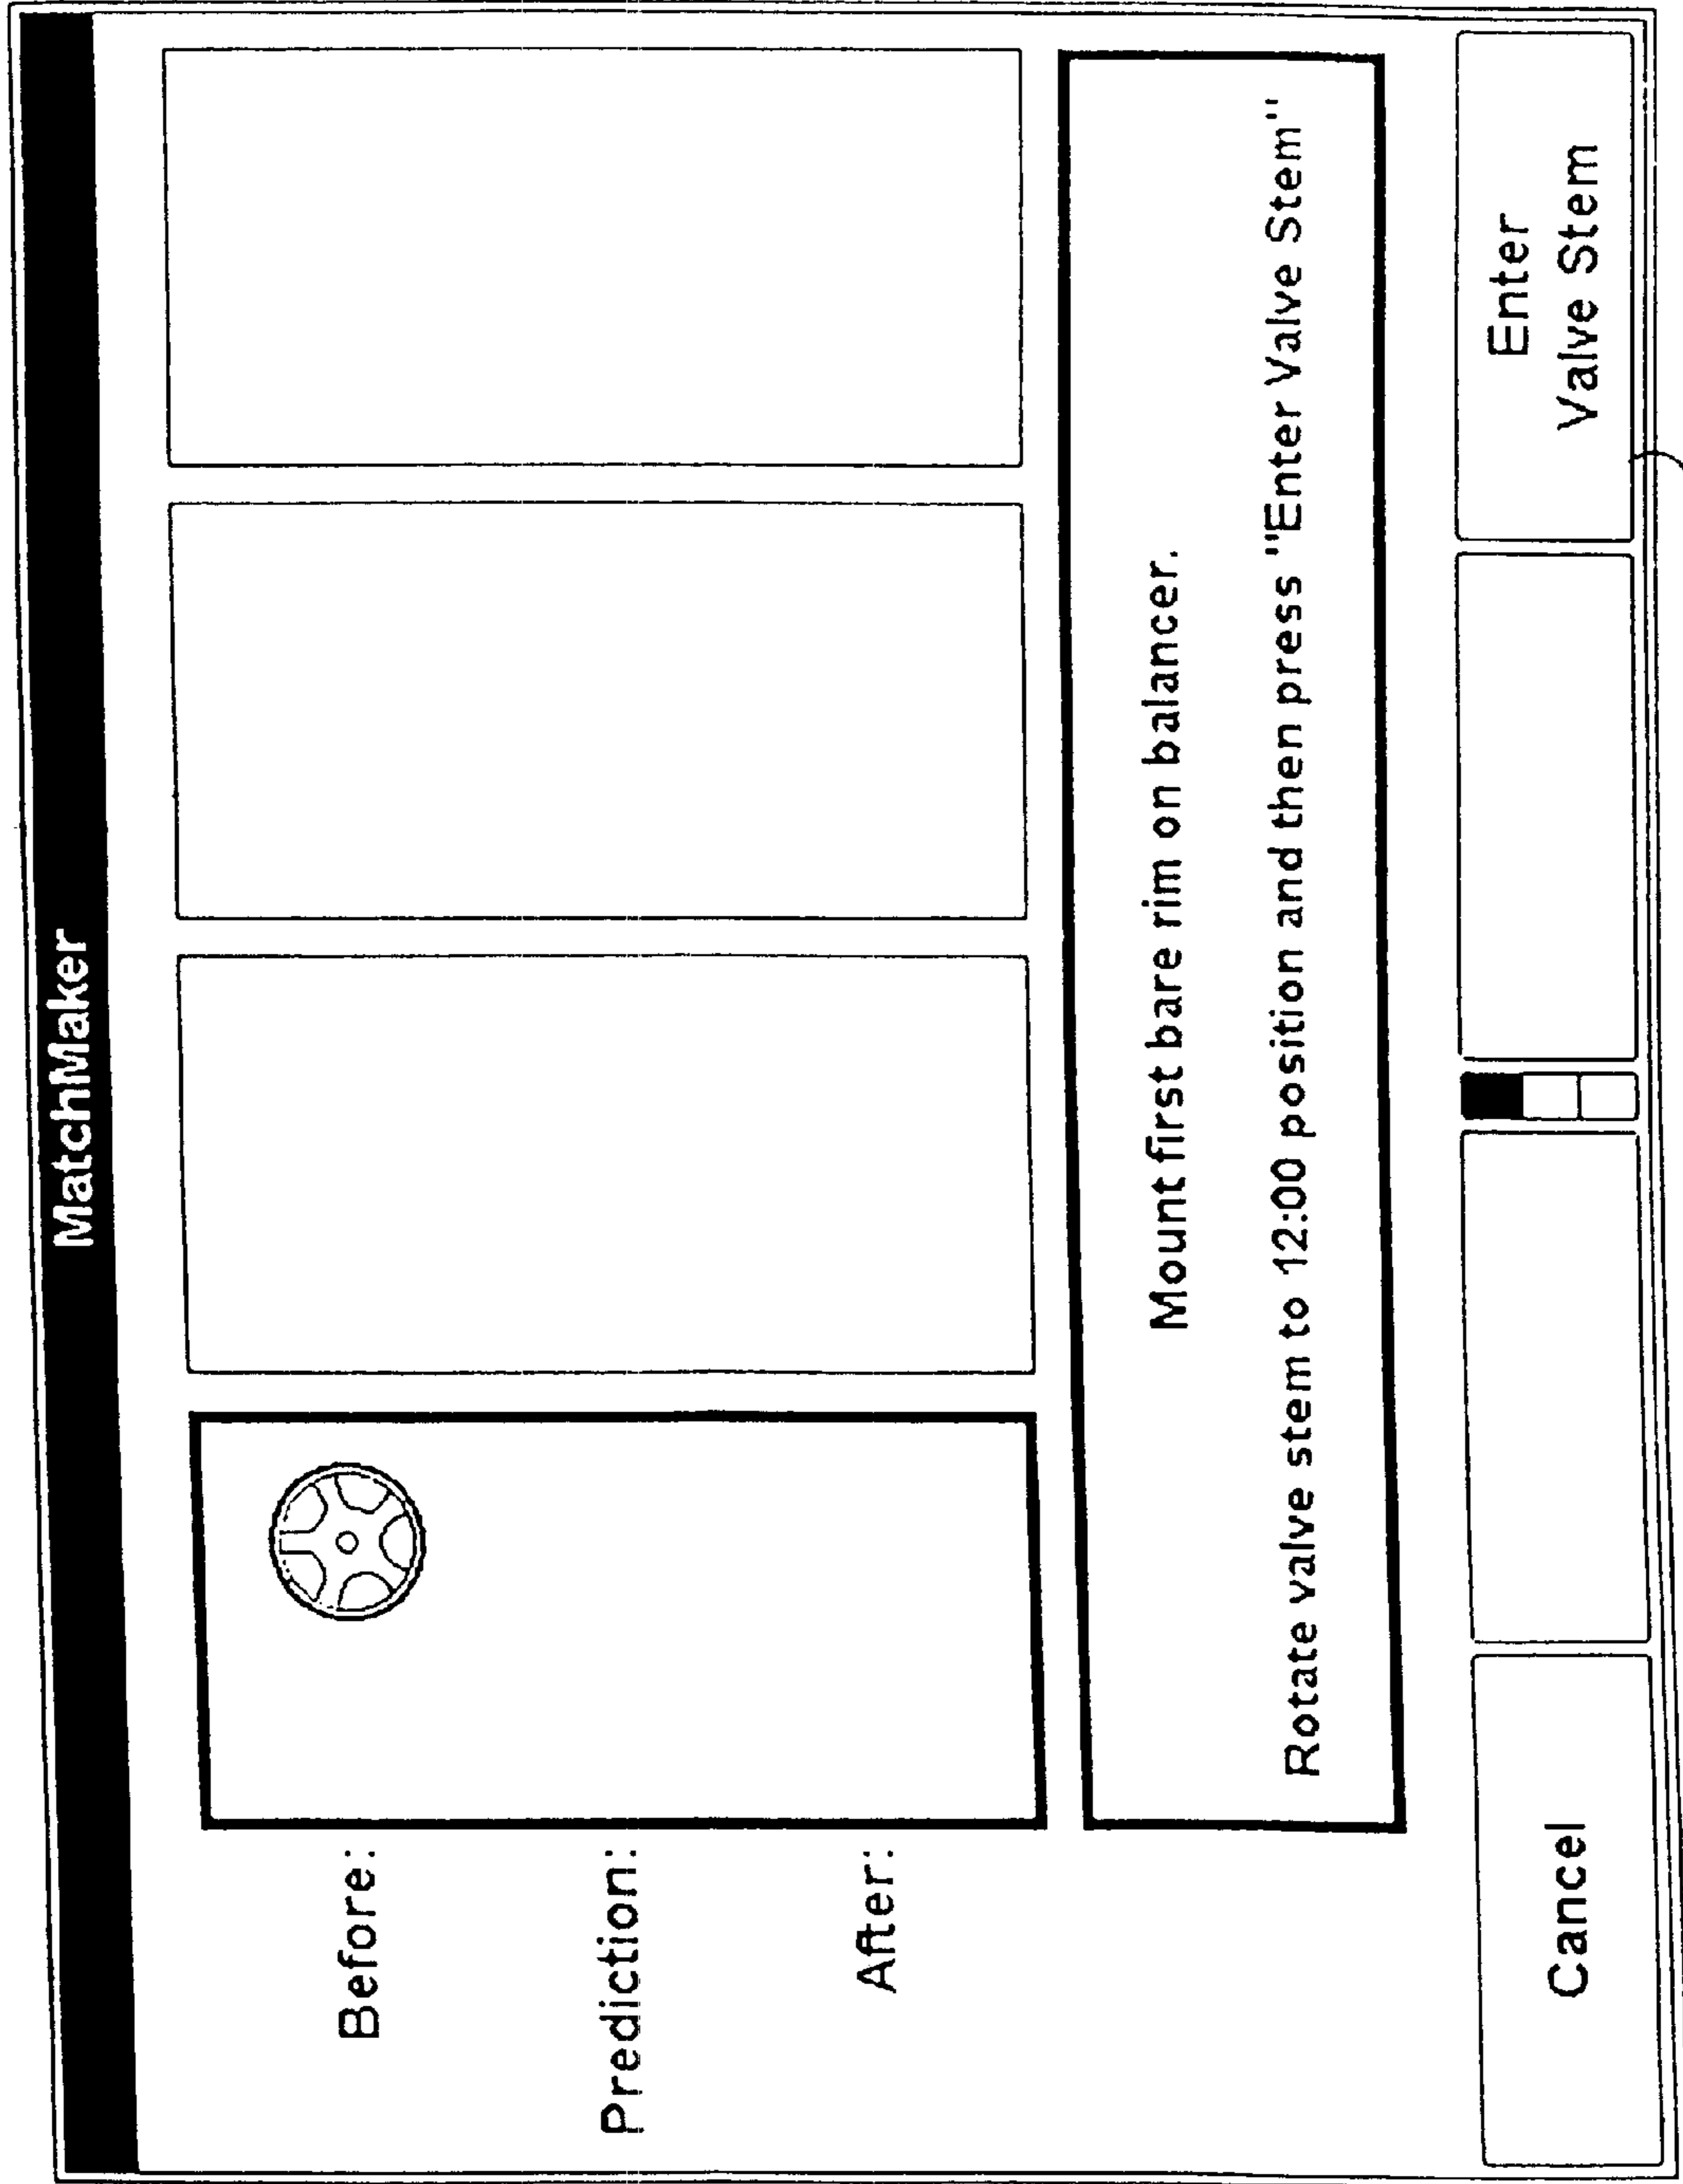 MatchMaker
Before:
Prediction:
After:
Mount first bare rim on balancer.
Rotate valve stem to 12:00 position and then press "Enter Valve Stem"
Cancel
Enter
Valve Stem